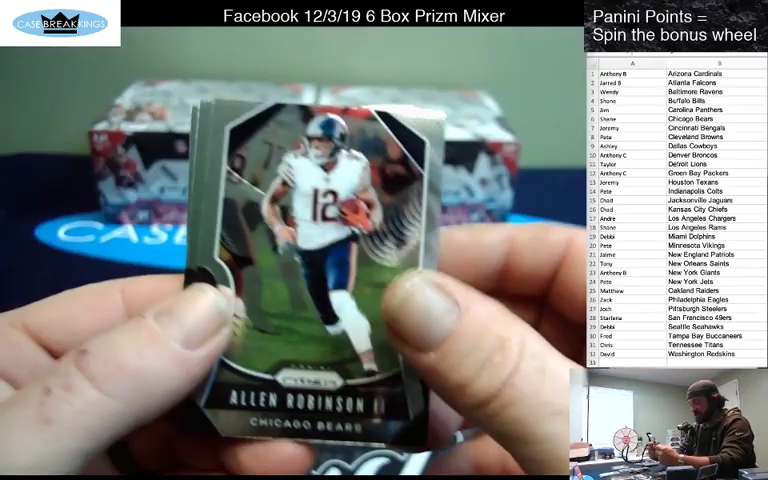 CASE BREAK KINGS
Facebook 12/3/19 6 Box Prizm Mixer
Panini Points =
Spin the bonus wheel
A B
1 Anthony B Arizona Cardinals
2 Jarred B Atlanta Falcons
3 Wendy Baltimore Ravens
4 Shane Buffalo Bills
5 Jim Carolina Panthers
6 Shane Chicago Bears
7 Jeremy Cincinnati Bengals
8 Pete Cleveland Browns
9 Ashley Dallas Cowboys
10 Anthony C Denver Broncos
11 Taylor Detroit Lions
12 Anthony C Green Bay Packers
13 Jeremy Houston Texans
14 Pete Indianapolis Colts
15 Chad Jacksonville Jaguars
16 Chad Kansas City Chiefs
17 Andre Los Angeles Chargers
18 Shane Los Angeles Rams
19 Debbi Miami Dolphins
20 Pete Minnesota Vikings
21 Jaime New England Patriots
22 Tony New Orleans Saints
23 Anthony B New York Giants
24 Pete New York Jets
25 Matthew Oakland Raiders
26 Zack Philadelphia Eagles
27 Josh Pittsburgh Steelers
28 Starlena San Francisco 49ers
29 Debbi Seattle Seahawks
30 Fred Tampa Bay Buccaneers
31 Chris Tennessee Titans
32 David Washington Redskins
33
12
CASE
PRIZM
ALLEN ROBINSON II
CHICAGO BEARS